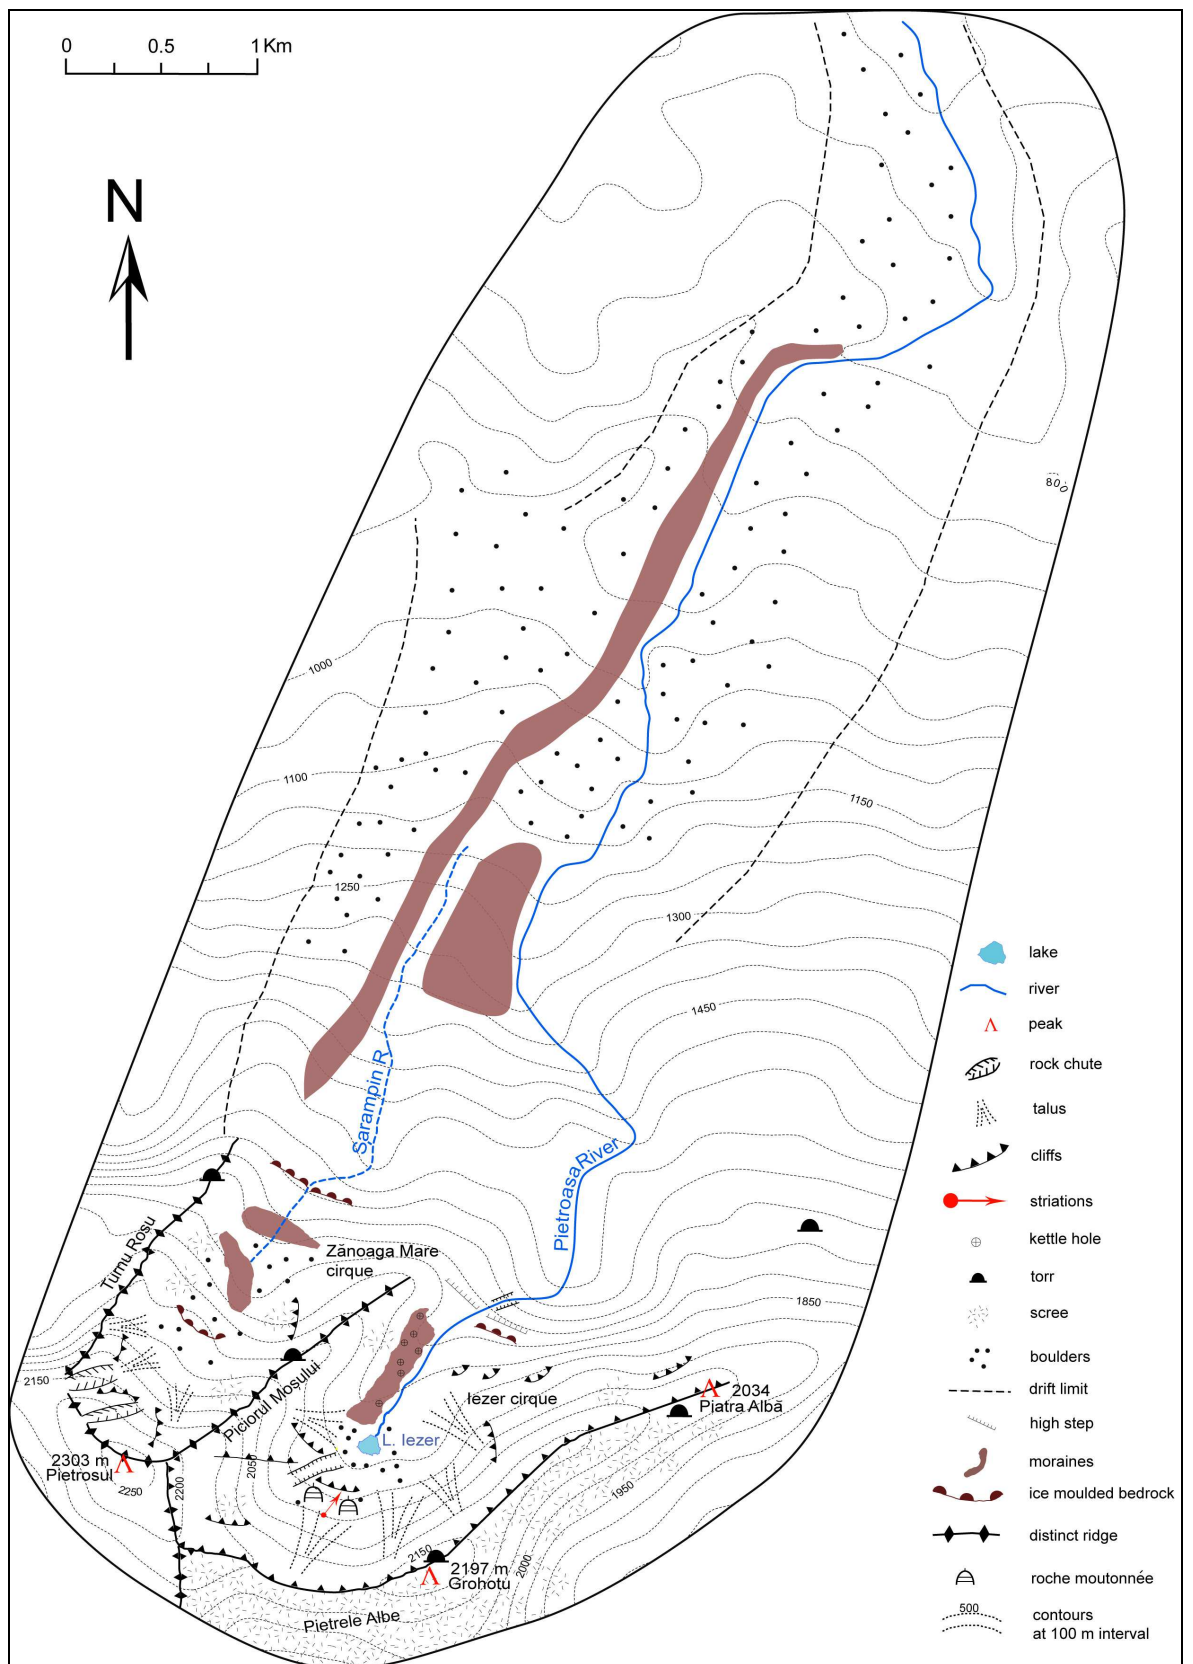 0 0.5 1 Km
N
800
1000
1100
1150
1250
1300
lake
river
1450
peak
Sarampin R
rock chute
talus
Pietroasa River
cliffs
striations
Turnu Roșu
Zănoaga Mare
cirque
kettle hole
torr
1850
scree
2150
boulders
Iezer cirque
2034
Piatra Albă
drift limit
Piciorul Moșului
high step
L. Iezer
2303 m
Pietrosul
2050
moraines
2250
2200
1950
ice moulded bedrock
distinct ridge
2150
2197 m
Grohotu
2000
roche moutonnée
Pietrele Albe
500
contours
at 100 m interval